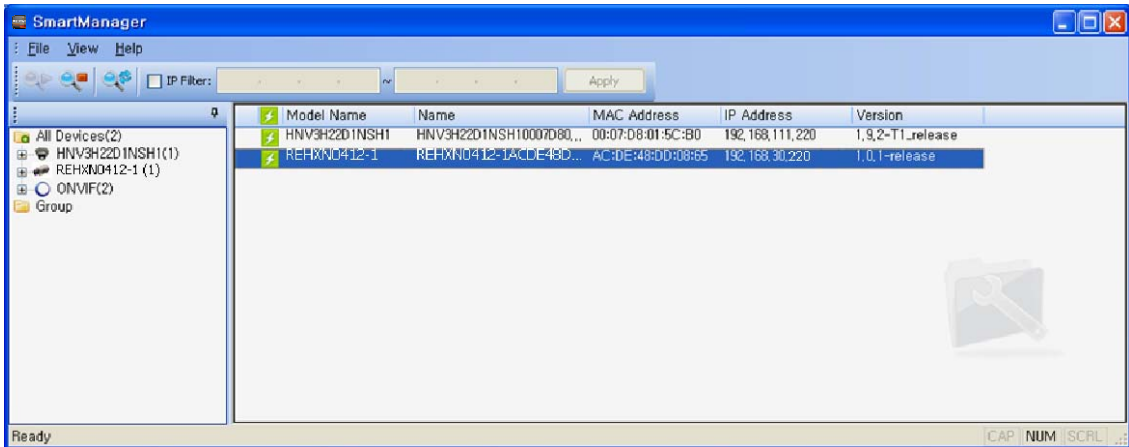 SmartManager
File View Help
IP Filter: . . . ~ . . . Apply
All Devices(2)
HNV3H22D1NSH1(1)
REHXN0412-1 (1)
ONVIF(2)
Group
Model Name Name MAC Address IP Address Version
HNV3H22D1NSH1 HNV3H22D1NSH10007D80... 00:07:D8:01:5C:B0 192,168,111,220 1,9,2-T1_release
REHXN0412-1 REHXN0412-1ACDE48D... AC:DE:48:DD:08:65 192,168,30,220 1,0,1-release
Ready CAP NUM SCRL